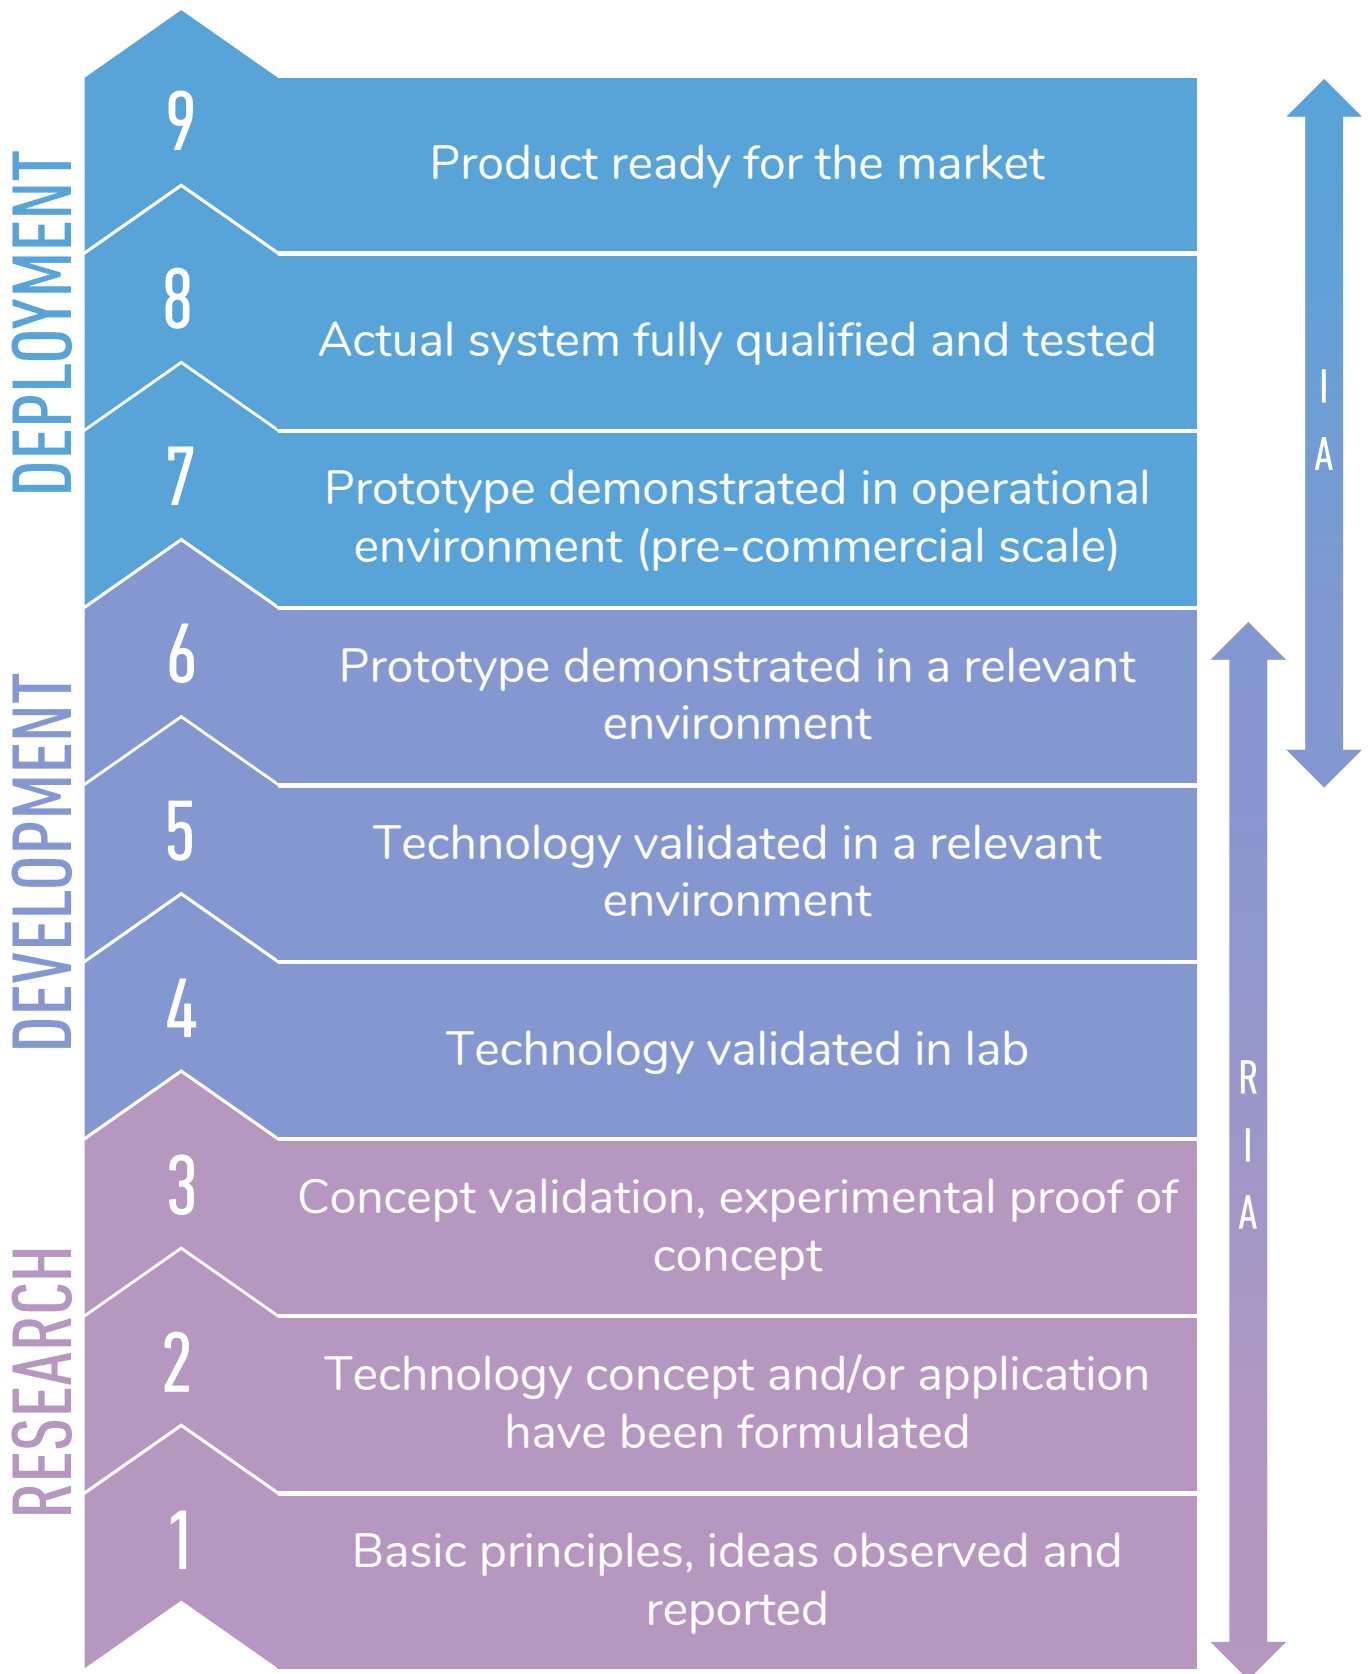 DEPLOYMENT
9
Product ready for the market
8
Actual system fully qualified and tested
7
Prototype demonstrated in operational
environment (pre-commercial scale)
DEVELOPMENT
6
Prototype demonstrated in a relevant
environment
5
Technology validated in a relevant
environment
4
Technology validated in lab
RESEARCH
3
Concept validation, experimental proof of
concept
2
Technology concept and/or application
have been formulated
1
Basic principles, ideas observed and
reported
I
A
R
I
A